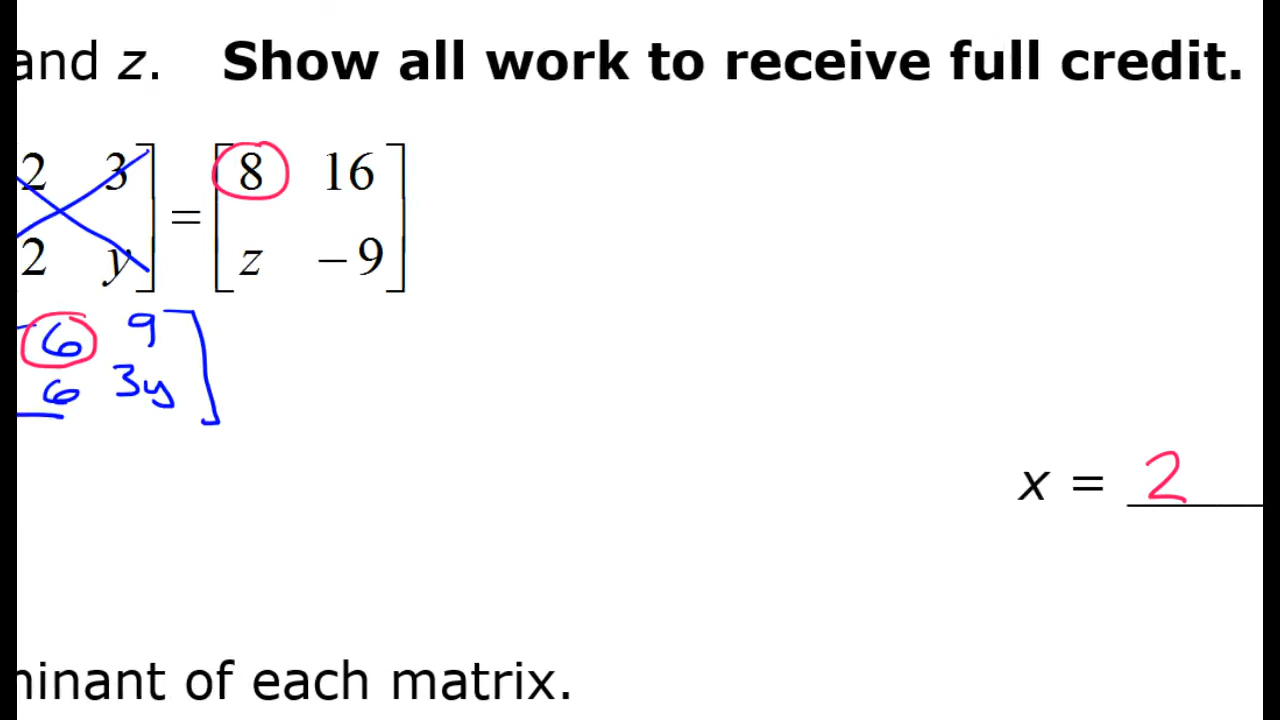 and z. Show all work to receive full credit.
2 3 = 8 16
2 y z – 9
6 9
6 3y
x = 2
minant of each matrix.